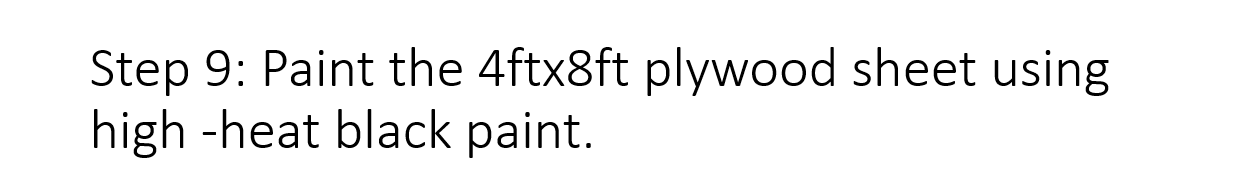 Step 9: Paint the 4ftx8ft plywood sheet using
high -heat black paint.